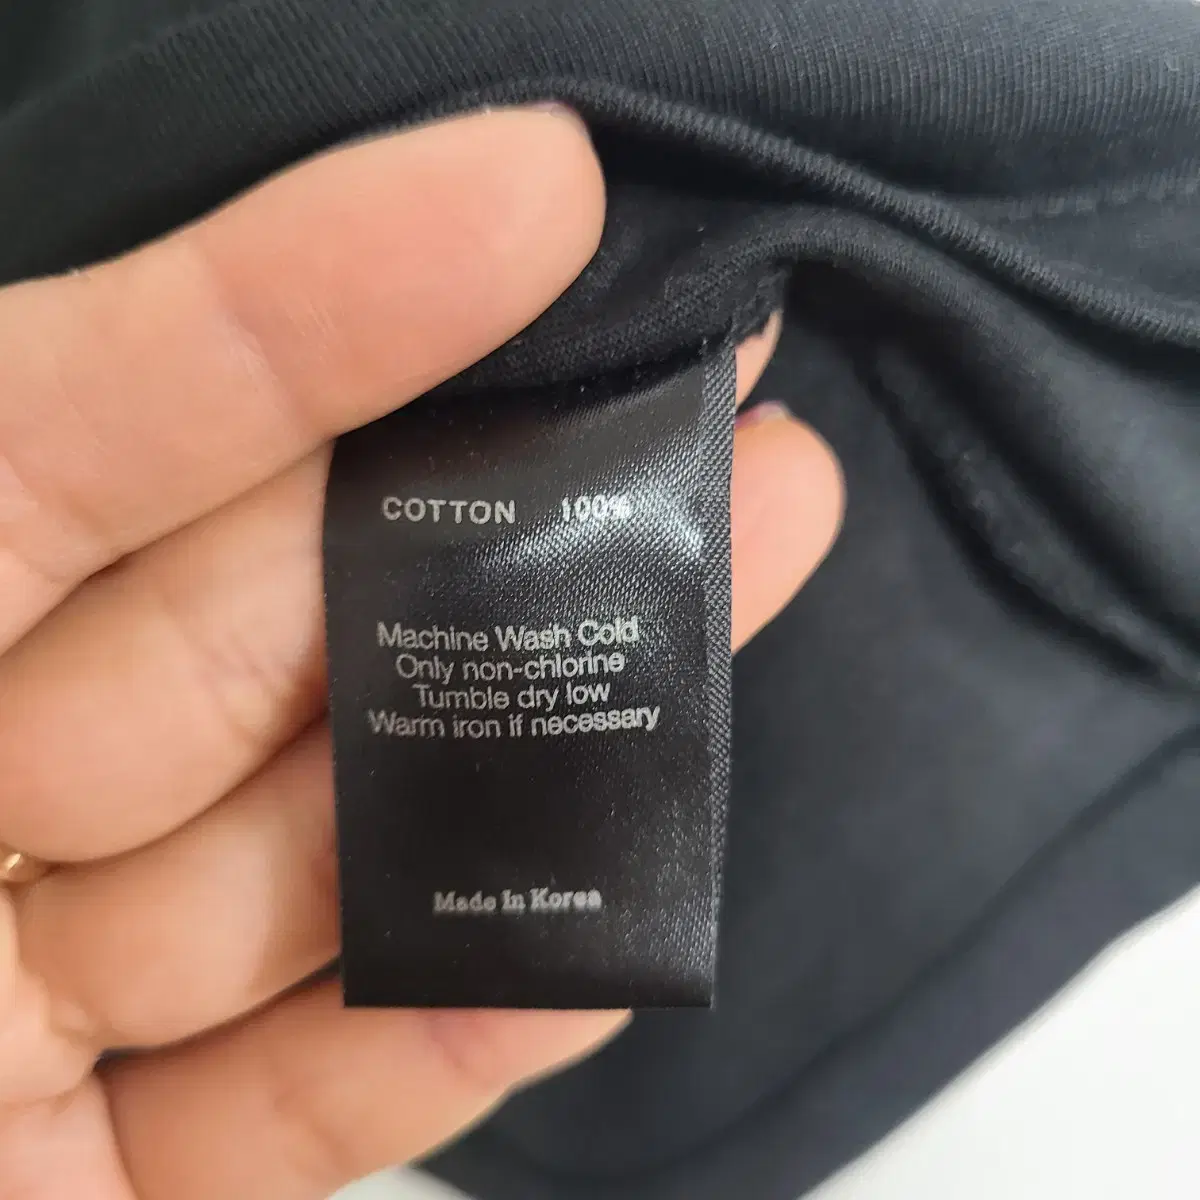 COTTON 100%
Machine Wash Cold
Only non-chlorine
Tumble dry low
Warm iron if necessary
Made In Korea